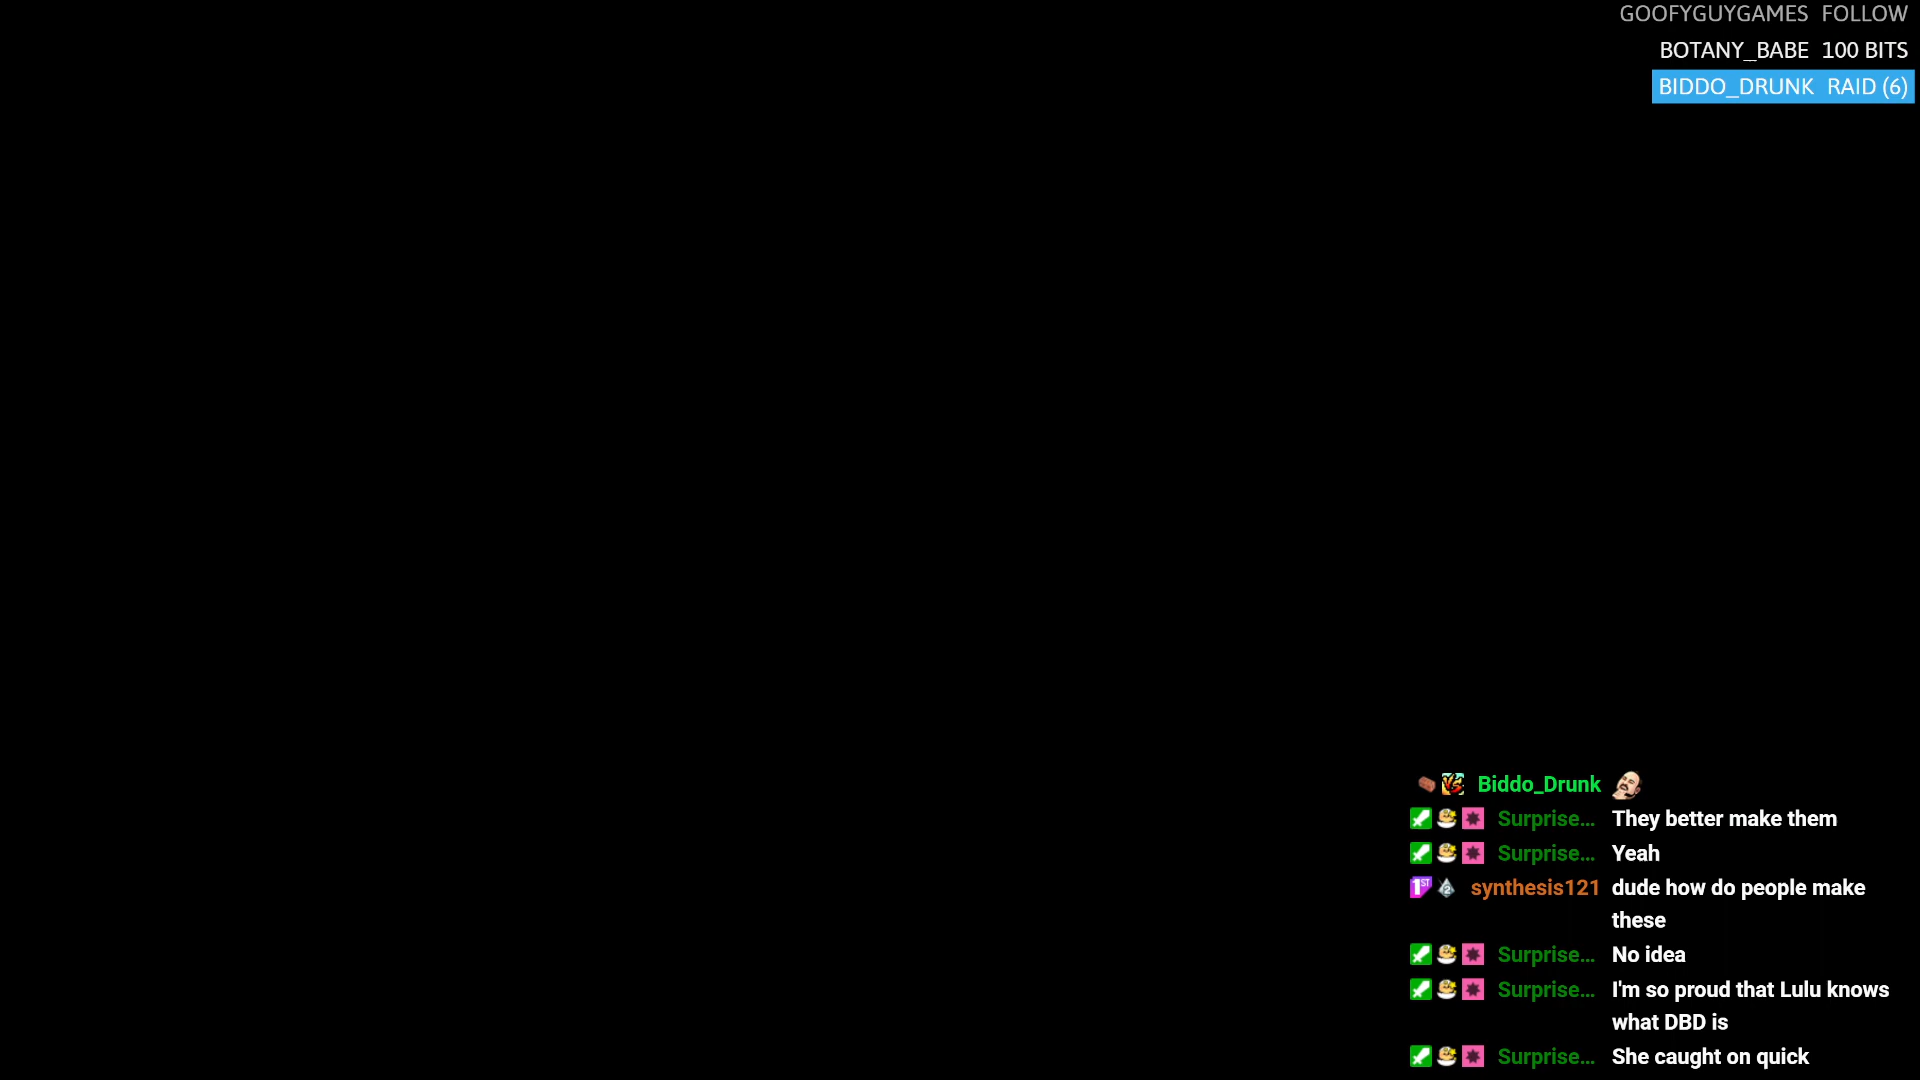 GOOFYGUYGAMES FOLLOW
BOTANY_BABE 100 BITS
BIDDO_DRUNK RAID (6)
Biddo_Drunk
Surprise... They better make them
Surprise... Yeah
1ST 2 synthesis121 dude how do people make
these
Surprise... No idea
Surprise... I'm so proud that Lulu knows
what DBD is
Surprise... She caught on quick